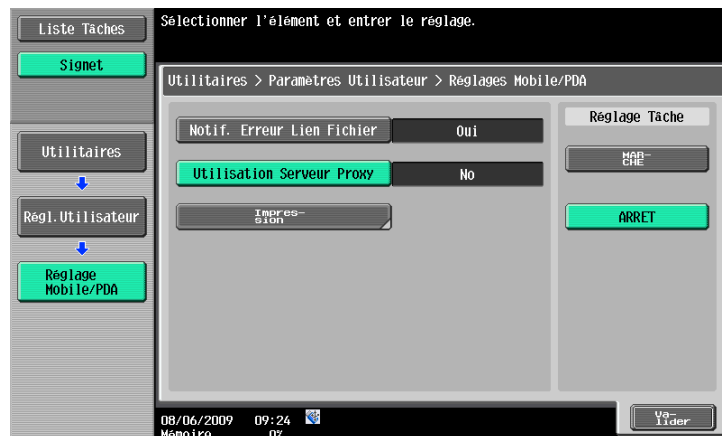 Liste Tâches
Sélectionner l'élément et entrer le réglage.
Signet
Utilitaires > Paramètres Utilisateur > Réglages Mobile/PDA
Notif. Erreur Lien Fichier
Oui
Réglage Tâche
Utilitaires
MAR-
CHE
Utilisation Serveur Proxy
No
Régl.Utilisateur
Impres-
sion
ARRET
Réglage
Mobile/PDA
08/06/2009 09:24
Va-
lider
Mémoire 0%